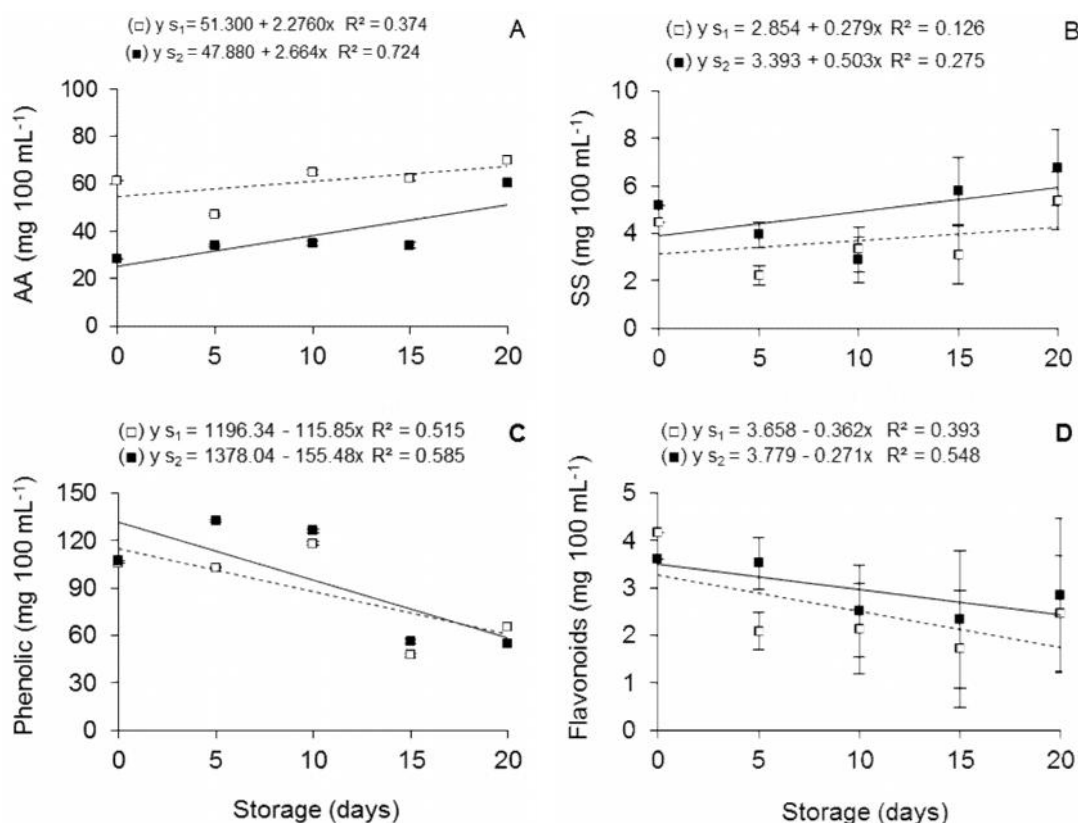 (□) y s₁ = 51.300 + 2.2760x R² = 0.374
(■) y s₂ = 47.880 + 2.664x R² = 0.724
A
AA (mg 100 mL⁻¹)
100
80
60
40
20
0
0 5 10 15 20
(□) y s₁ = 2.854 + 0.279x R² = 0.126
(■) y s₂ = 3.393 + 0.503x R² = 0.275
B
SS (mg 100 mL⁻¹)
10
8
6
4
2
0
0 5 10 15 20
(□) y s₁ = 1196.34 - 115.85x R² = 0.515
(■) y s₂ = 1378.04 - 155.48x R² = 0.585
C
Phenolic (mg 100 mL⁻¹)
150
120
90
60
30
0
0 5 10 15 20
Storage (days)
(□) y s₁ = 3.658 - 0.362x R² = 0.393
(■) y s₂ = 3.779 - 0.271x R² = 0.548
D
Flavonoids (mg 100 mL⁻¹)
5
4
3
2
1
0
0 5 10 15 20
Storage (days)